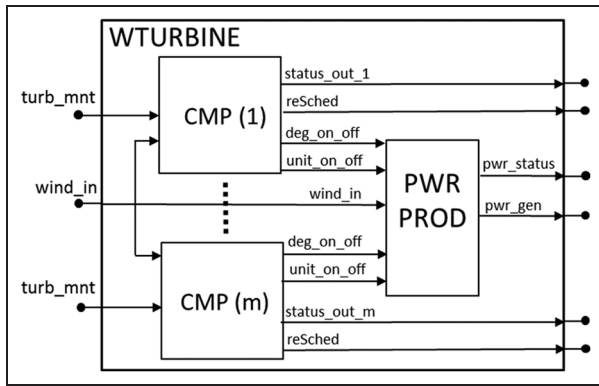 WTURBINE
status_out_1
turb_mnt
reSched
CMP (1)
deg_on_off
unit_on_off
pwr_status
wind_in
wind_in
PWR
PROD
pwr_gen
deg_on_off
unit_on_off
turb_mnt
CMP (m)
status_out_m
reSched